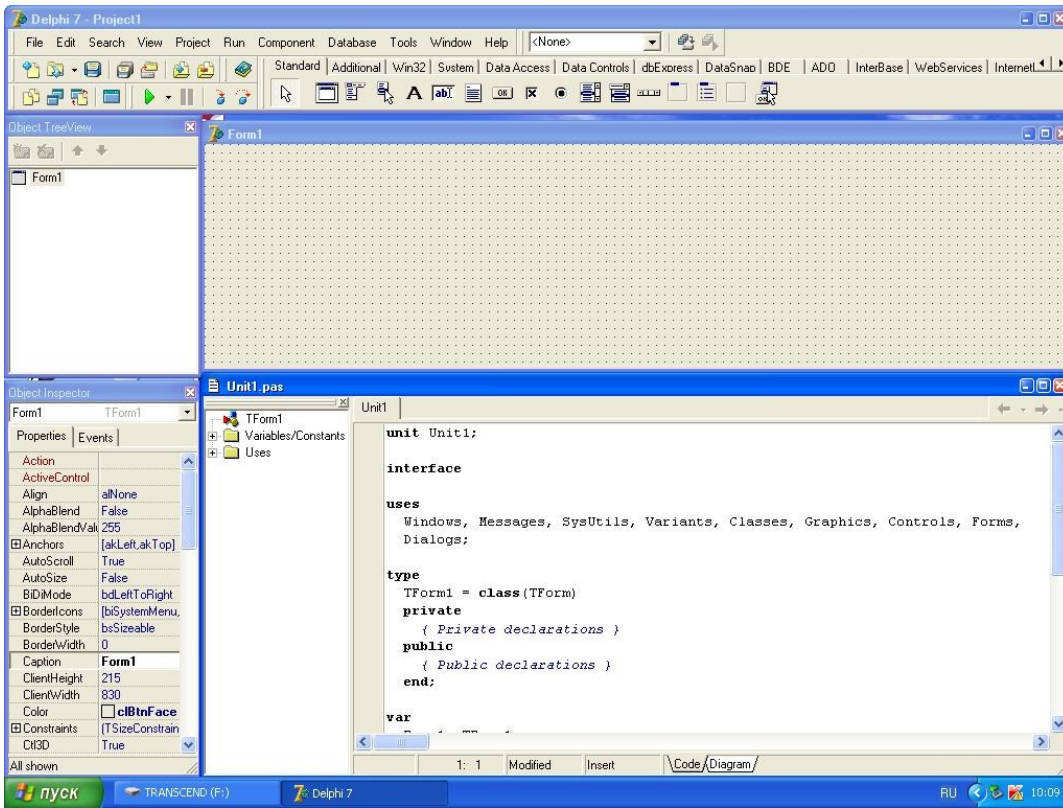 Delphi 7 - Project1
File Edit Search View Project Run Component Database Tools Window Help <None>
Standard Additional Win32 System Data Access Data Controls dbExpress DataSnap BDE ADO InterBase WebServices InternetE
Object TreeView
Form1
Form1
Object Inspector
Form1 TForm1
Properties Events
Action
ActiveControl
Align alNone
AlphaBlend False
AlphaBlendValu 255
Anchors [akLeft,akTop]
AutoScroll True
AutoSize False
BiDiMode bdLeftToRight
BorderIcons [biSystemMenu,
BorderStyle bsSizeable
BorderWidth 0
Caption Form1
ClientHeight 215
ClientWidth 830
Color clBtnFace
Constraints (TSizeConstrain
Ctl3D True
All shown
Unit1.pas
TForm1
Variables/Constants
Uses
Unit1
unit Unit1;
interface
uses
Windows, Messages, SysUtils, Variants, Classes, Graphics, Controls, Forms,
Dialogs;
type
TForm1 = class(TForm)
private
{ Private declarations }
public
{ Public declarations }
end;
var
1: 1 Modified Insert Code Diagram
пуск TRANSCEND (F:) Delphi 7 RU 10:09